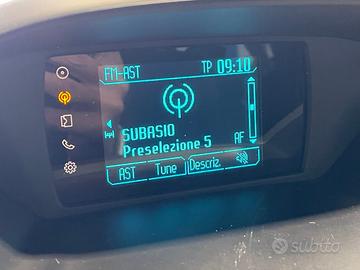 FM-AST TP 09:10
SUBASIO
Preselezione 5 AF
AST Tune Descriz.
subito